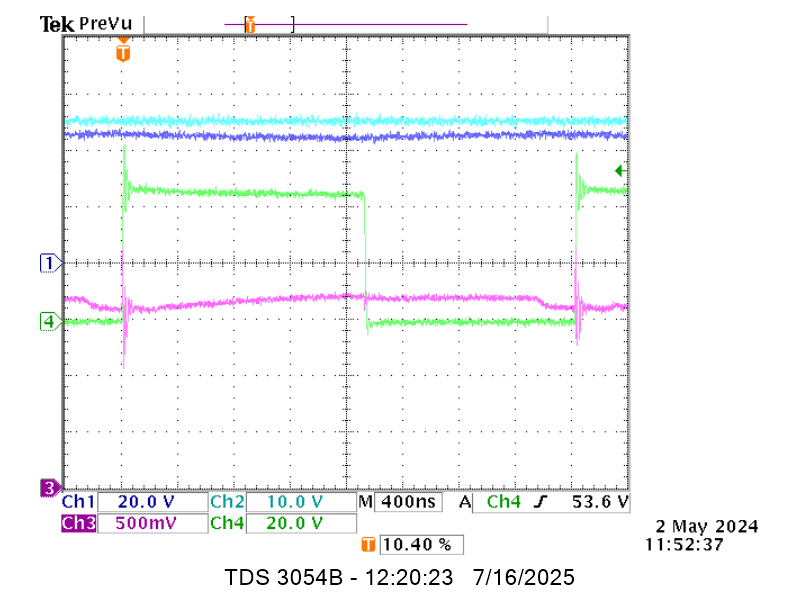 Tek PreVu
T
T
1
4
3
Ch1 20.0 V Ch2 10.0 V M 400ns A Ch4 53.6 V
Ch3 500mV Ch4 20.0 V
T 10.40 %
2 May 2024
11:52:37
TDS 3054B - 12:20:23 7/16/2025